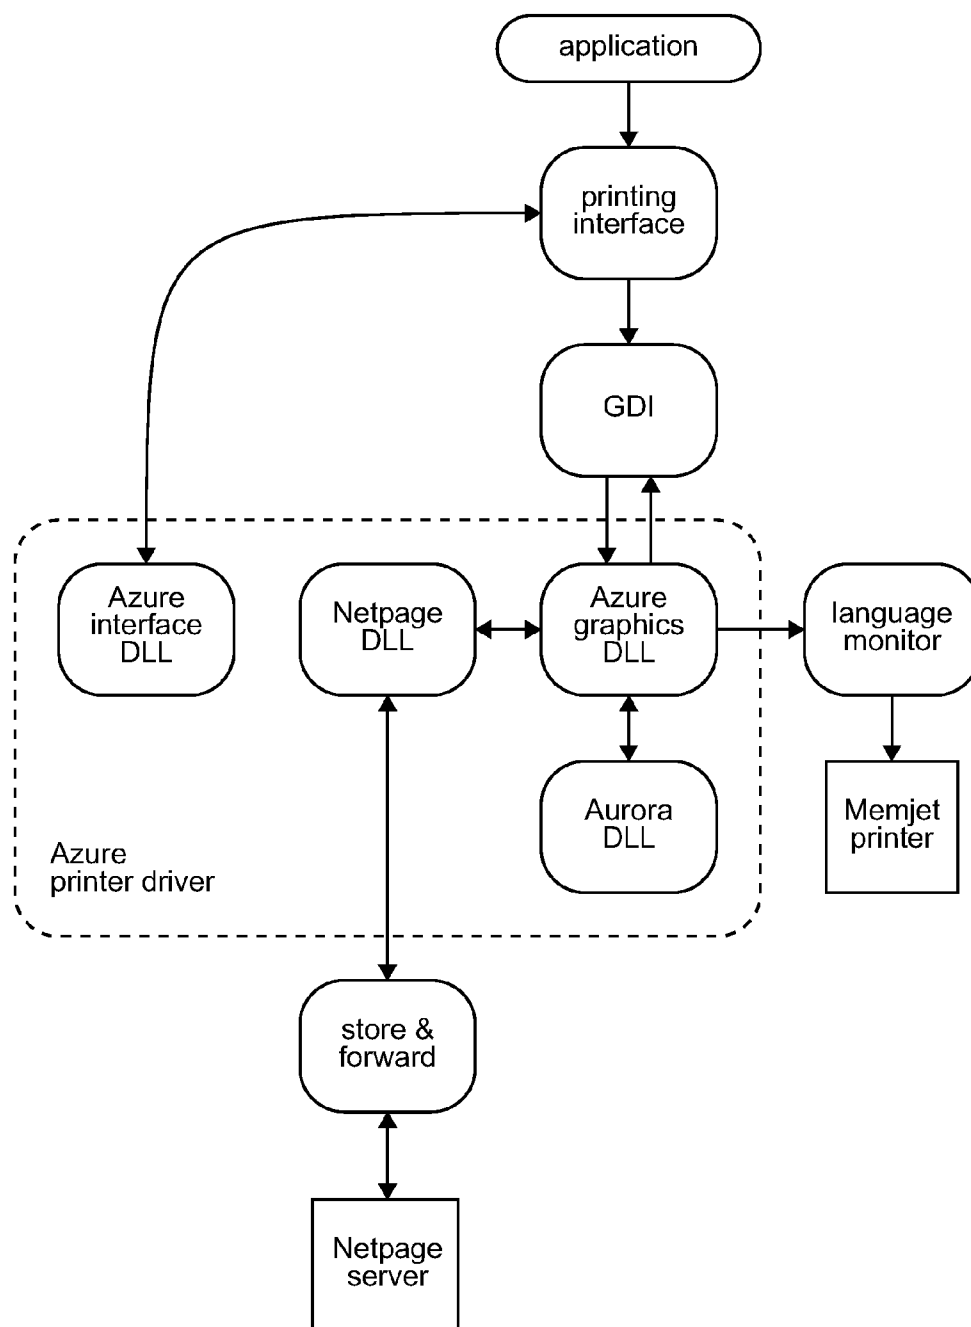 application
printing
interface
GDI
Azure
interface
DLL
Netpage
DLL
Azure
graphics
DLL
language
monitor
Aurora
DLL
Memjet
printer
Azure
printer driver
store &
forward
Netpage
server